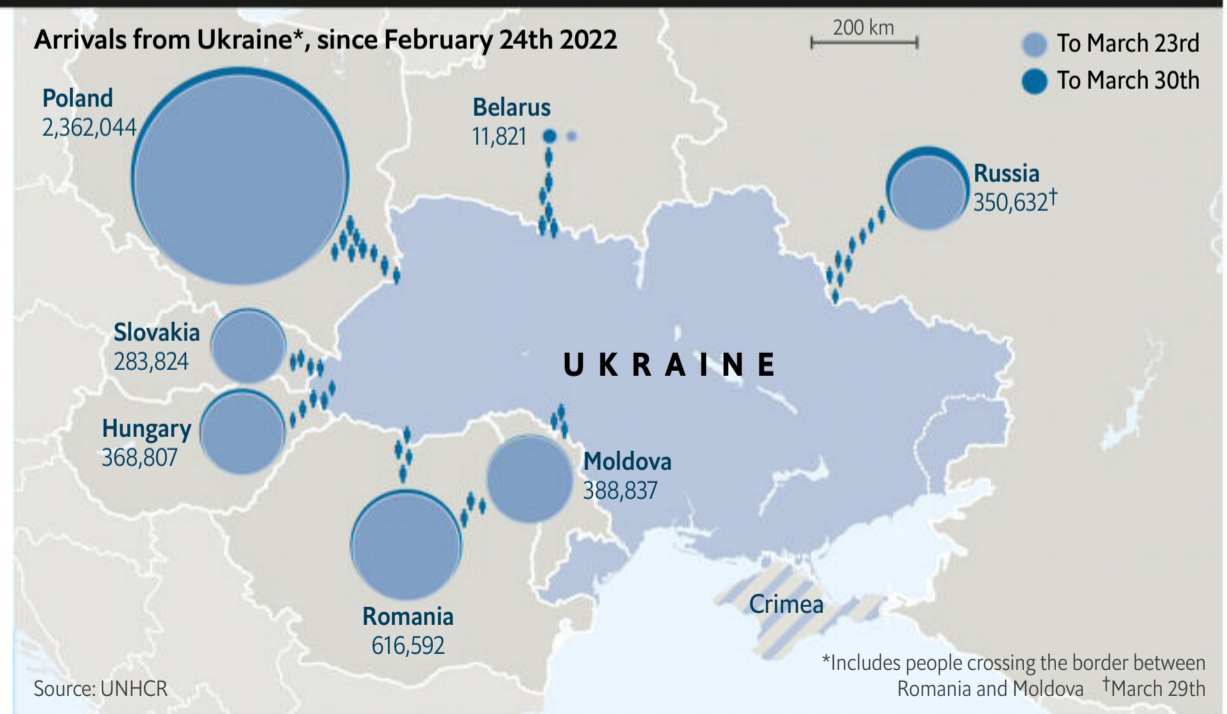 Arrivals from Ukraine*, since February 24th 2022
200 km
To March 23rd
To March 30th
Poland
2,362,044
Belarus
11,821
Russia
350,632†
Slovakia
283,824
UKRAINE
Hungary
368,807
Moldova
388,837
Romania
616,592
Crimea
*Includes people crossing the border between
Romania and Moldova †March 29th
Source: UNHCR